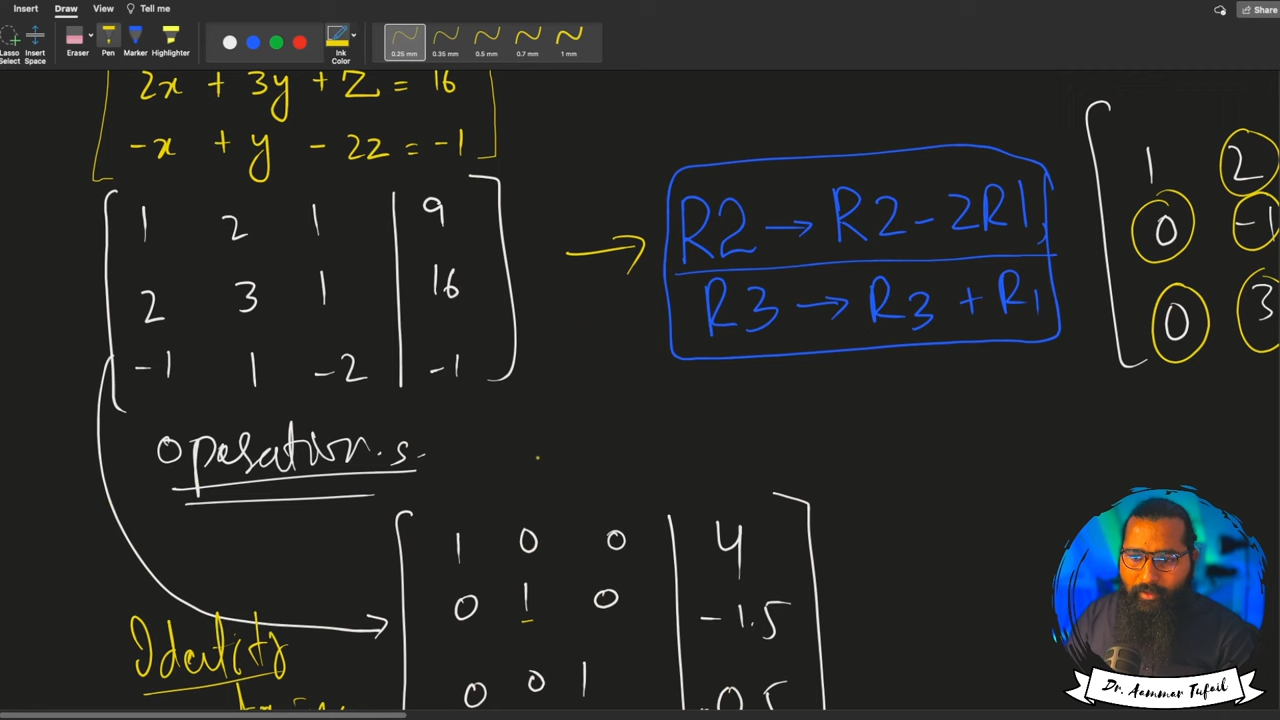 Insert Draw View Tell me
Share
Lasso Select
Insert Space
Eraser
Pen
Marker
Highlighter
Ink Color
0.25 mm
0.35 mm
0.5 mm
0.7 mm
1 mm
2x + 3y + Z = 16
-x + y - 2Z = -1
1 2 1 | 9
2 3 1 | 16
-1 1 -2 | -1
R2 → R2 - 2R1,
R3 → R3 + R1
1 2
0 -1
0 3
Operation.s.
1 0 0 | 4
0 1 0 | -1.5
0 0 1 | -0.5
Identity
Dr. Aammar Tufail